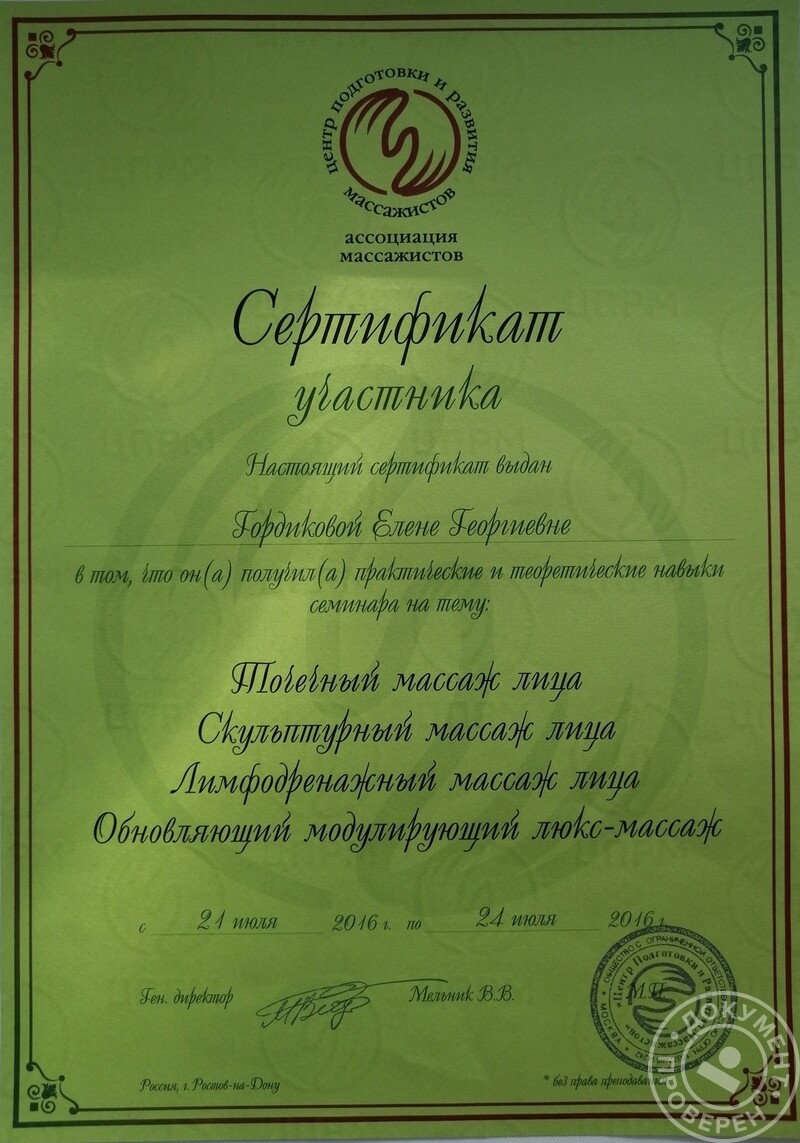 центр подготовки и развития
массажистов
ассоциация
массажистов
Сертификат
участника
Настоящий сертификат выдан
Гордиковой Елене Георгиевне
в том, что он(а) получил(а) практические и теоретические навыки
семинара на тему:
Точечный массаж лица
Скульптурный массаж лица
Лимфодренажный массаж лица
Обновляющий модулирующий люкс-массаж
с 21 июля 2016 г. по 24 июля 2016 г.
Ген. директор Мельник В.В.
М.П.
Россия, г. Ростов-на-Дону
* без права преподавания
ДОКУМЕНТ
ПРОВЕРЕН